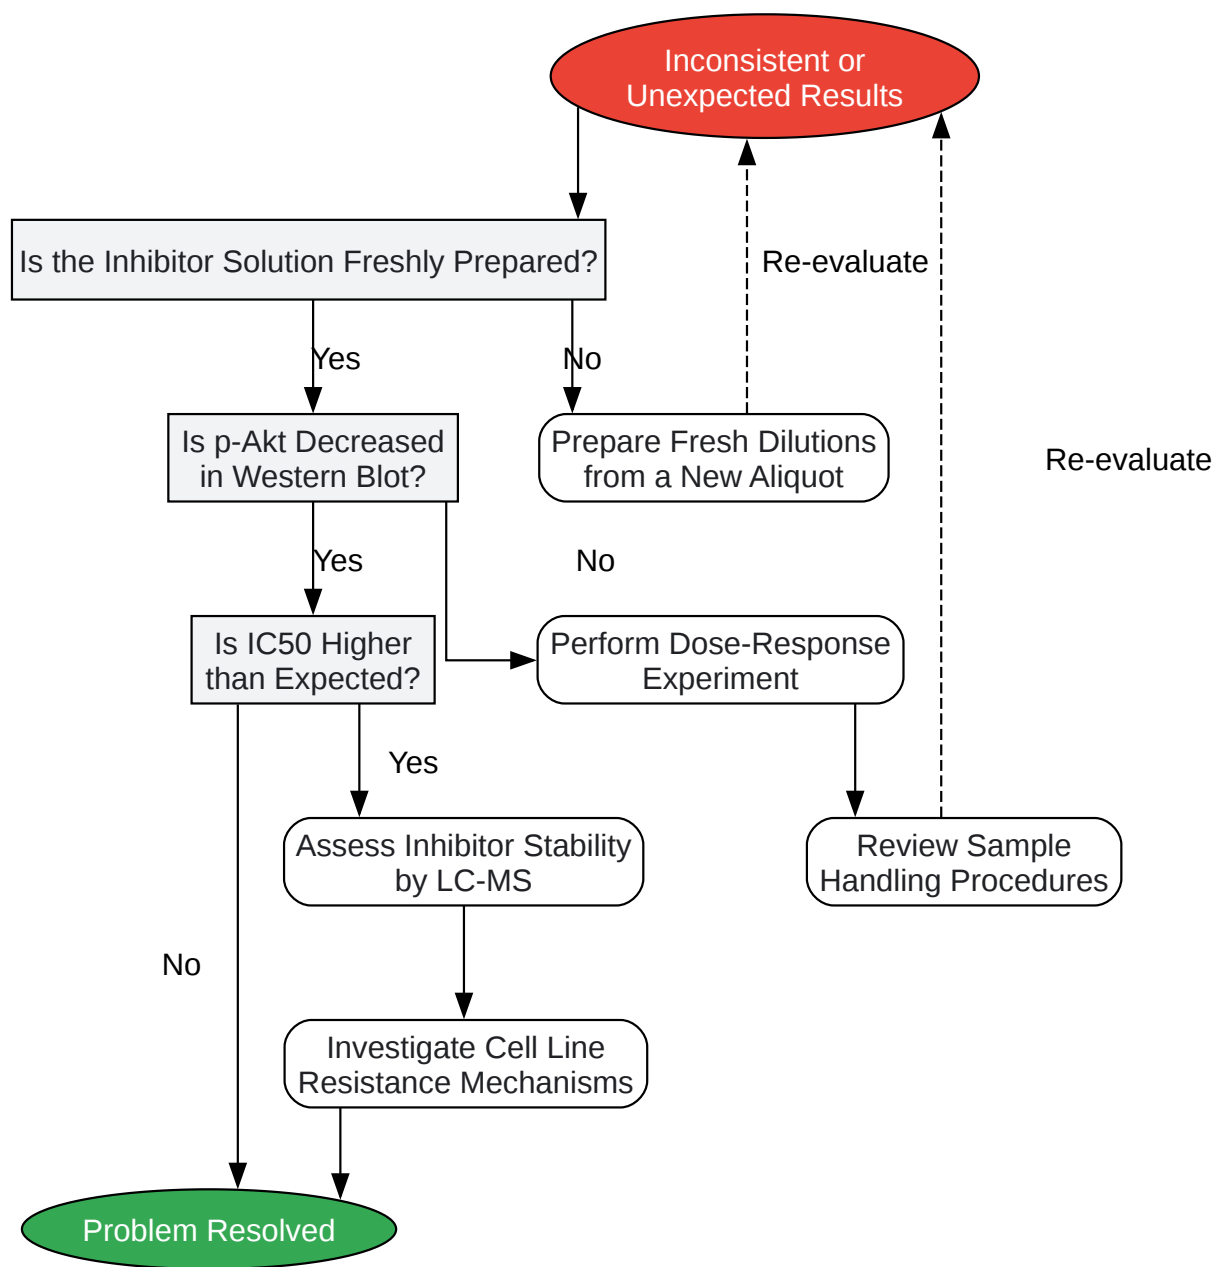 Inconsistent or
Unexpected Results
Is the Inhibitor Solution Freshly Prepared?
Re-evaluate
Yes
No
Is p-Akt Decreased
in Western Blot?
Prepare Fresh Dilutions
from a New Aliquot
Re-evaluate
Yes
No
Is IC50 Higher
than Expected?
Perform Dose-Response
Experiment
Yes
Assess Inhibitor Stability
by LC-MS
Review Sample
Handling Procedures
No
Investigate Cell Line
Resistance Mechanisms
Problem Resolved